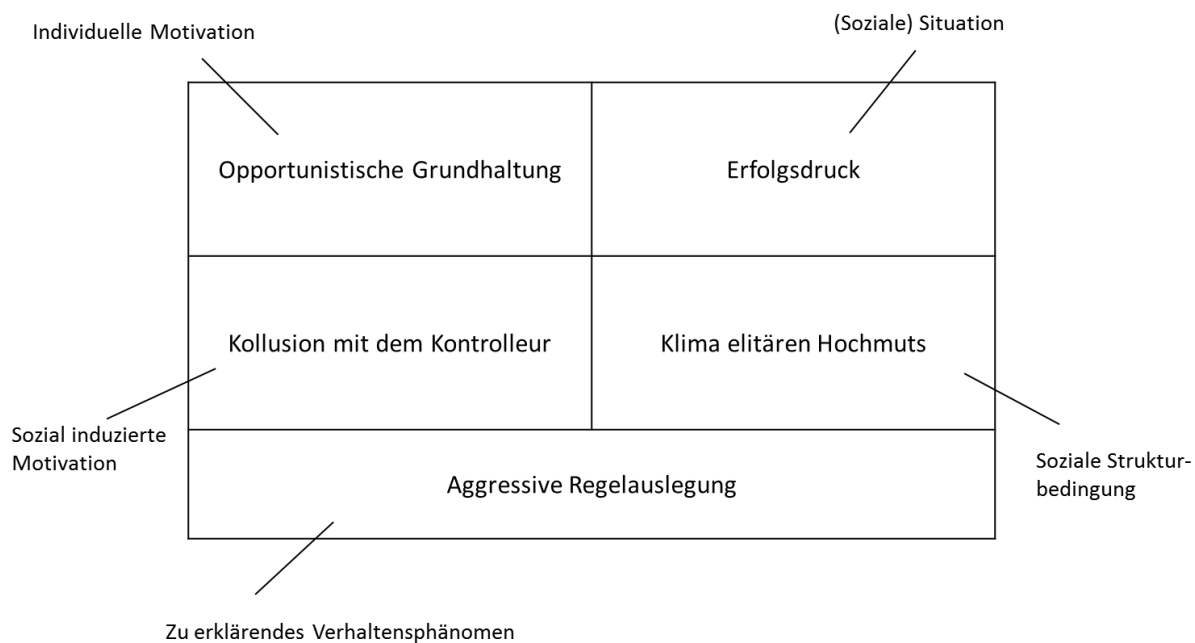 Individuelle Motivation
(Soziale) Situation
Opportunistische Grundhaltung
Erfolgsdruck
Kollusion mit dem Kontrolleur
Klima elitären Hochmuts
Sozial induzierte
Motivation
Soziale Struktur-
bedingung
Aggressive Regelauslegung
Zu erklärendes Verhaltensphänomen